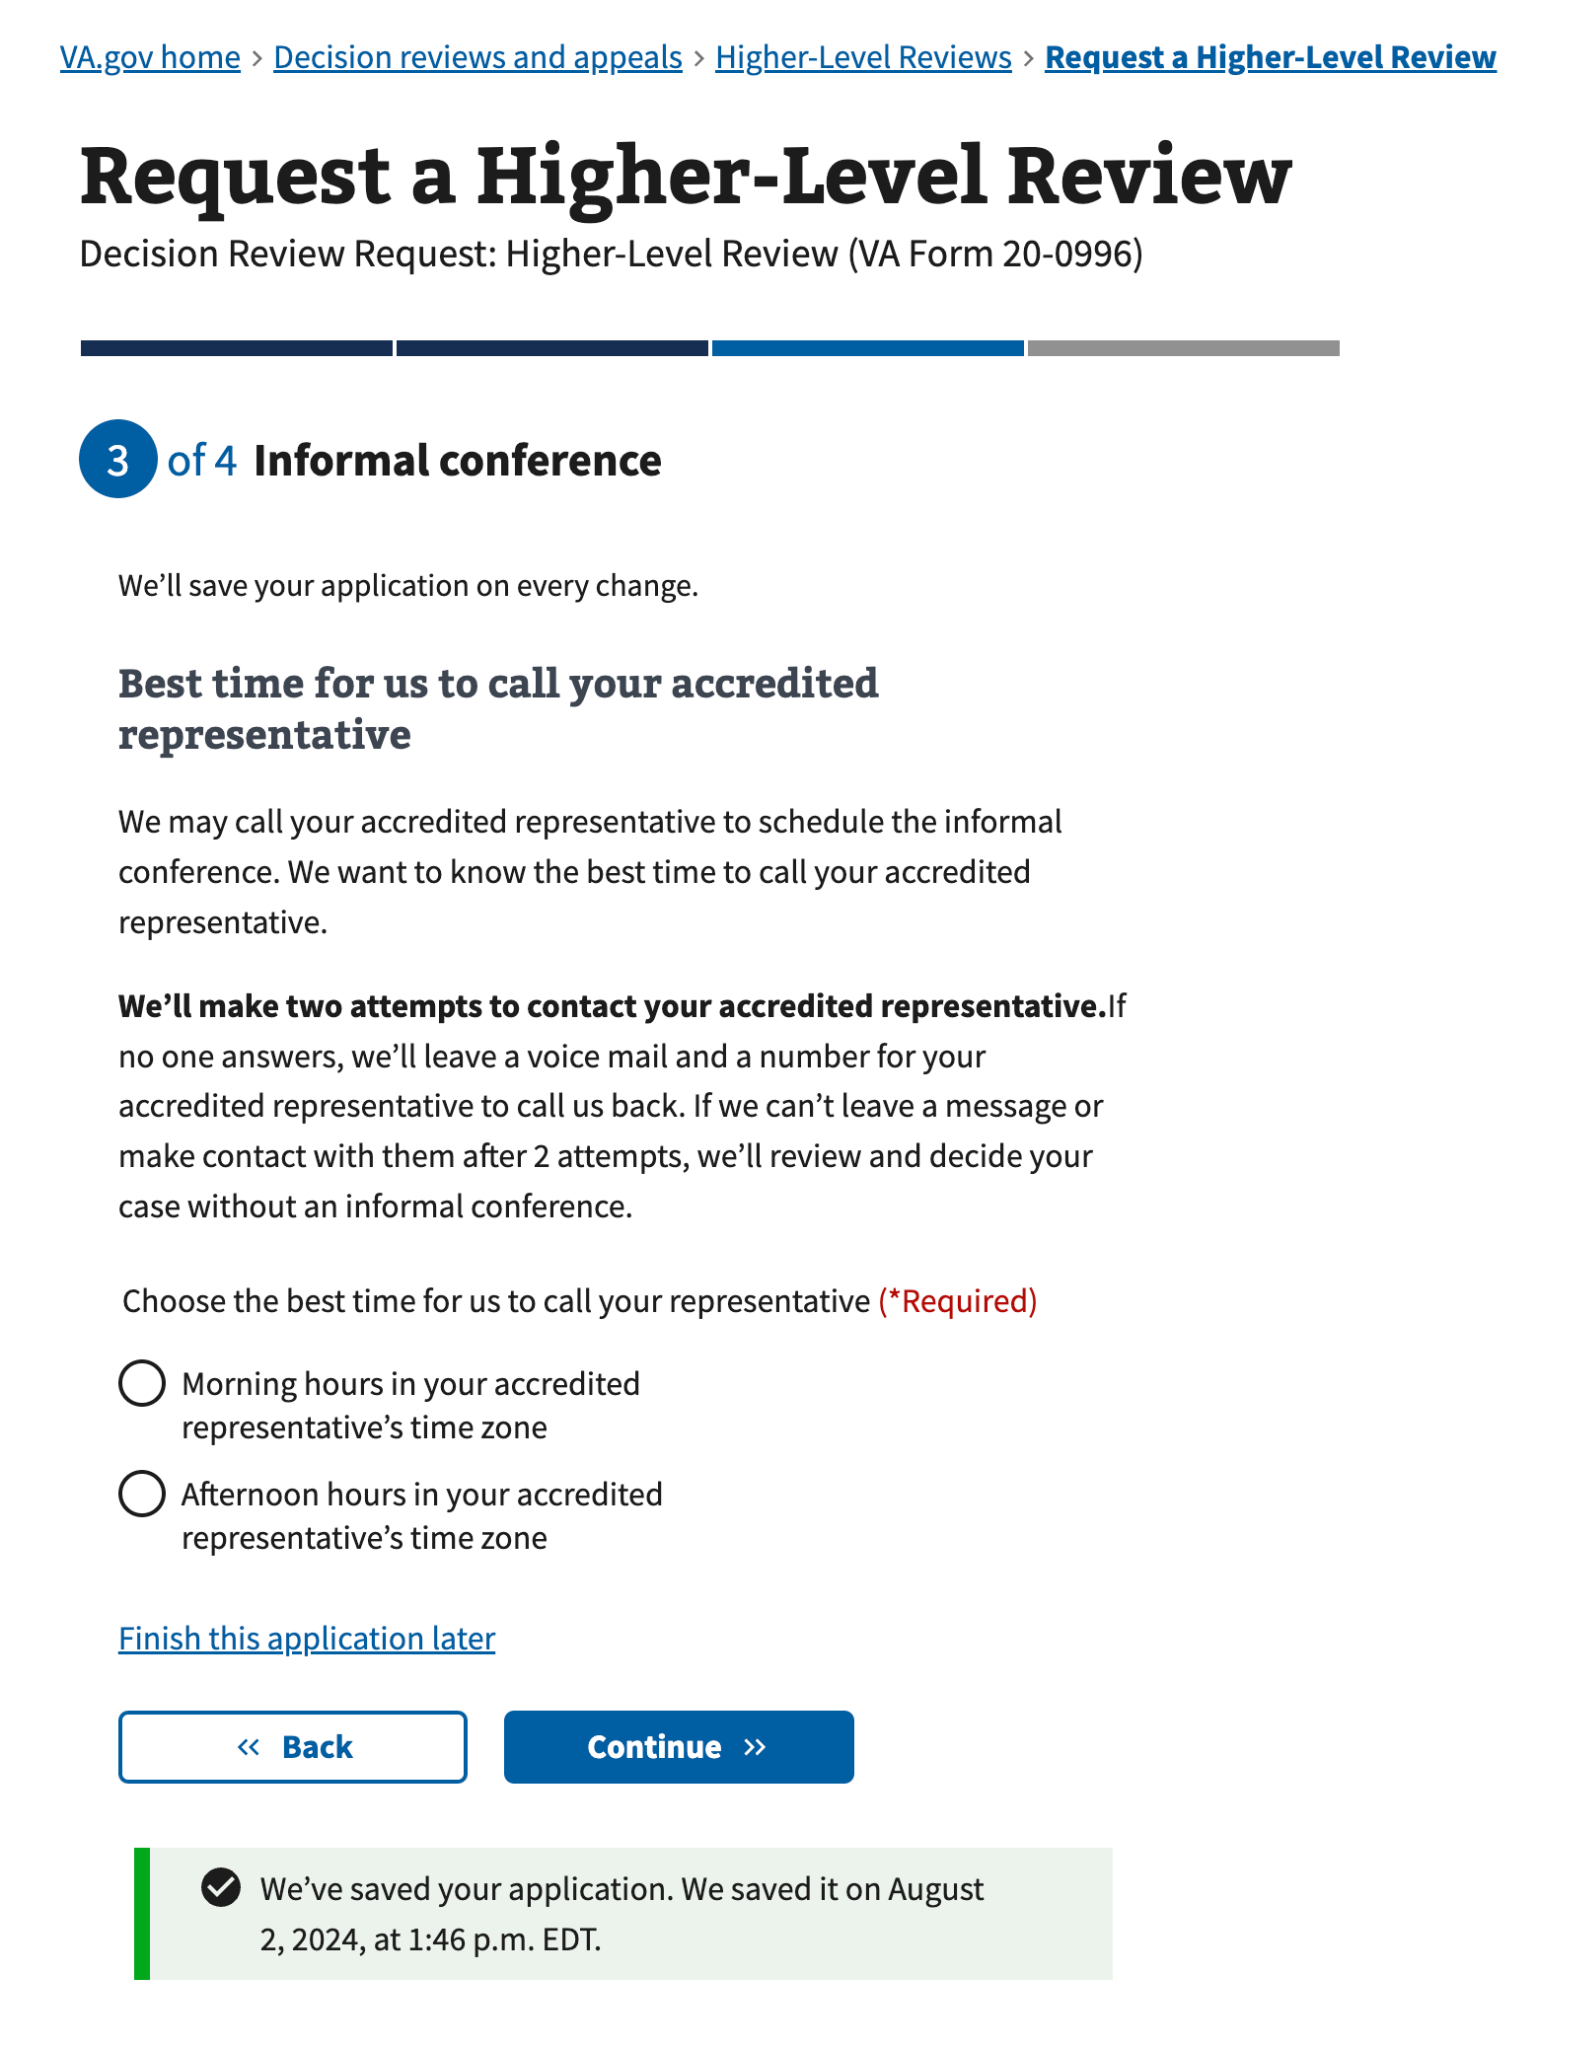 VA.gov home > Decision reviews and appeals > Higher-Level Reviews > Request a Higher-Level Review
Request a Higher-Level Review
Decision Review Request: Higher-Level Review (VA Form 20-0996)
3 of 4 Informal conference
We’ll save your application on every change.
Best time for us to call your accredited
representative
We may call your accredited representative to schedule the informal
conference. We want to know the best time to call your accredited
representative.
We’ll make two attempts to contact your accredited representative.If
no one answers, we’ll leave a voice mail and a number for your
accredited representative to call us back. If we can’t leave a message or
make contact with them after 2 attempts, we’ll review and decide your
case without an informal conference.
Choose the best time for us to call your representative (*Required)
Morning hours in your accredited
representative’s time zone
Afternoon hours in your accredited
representative’s time zone
Finish this application later
« Back
Continue »
We’ve saved your application. We saved it on August
2, 2024, at 1:46 p.m. EDT.